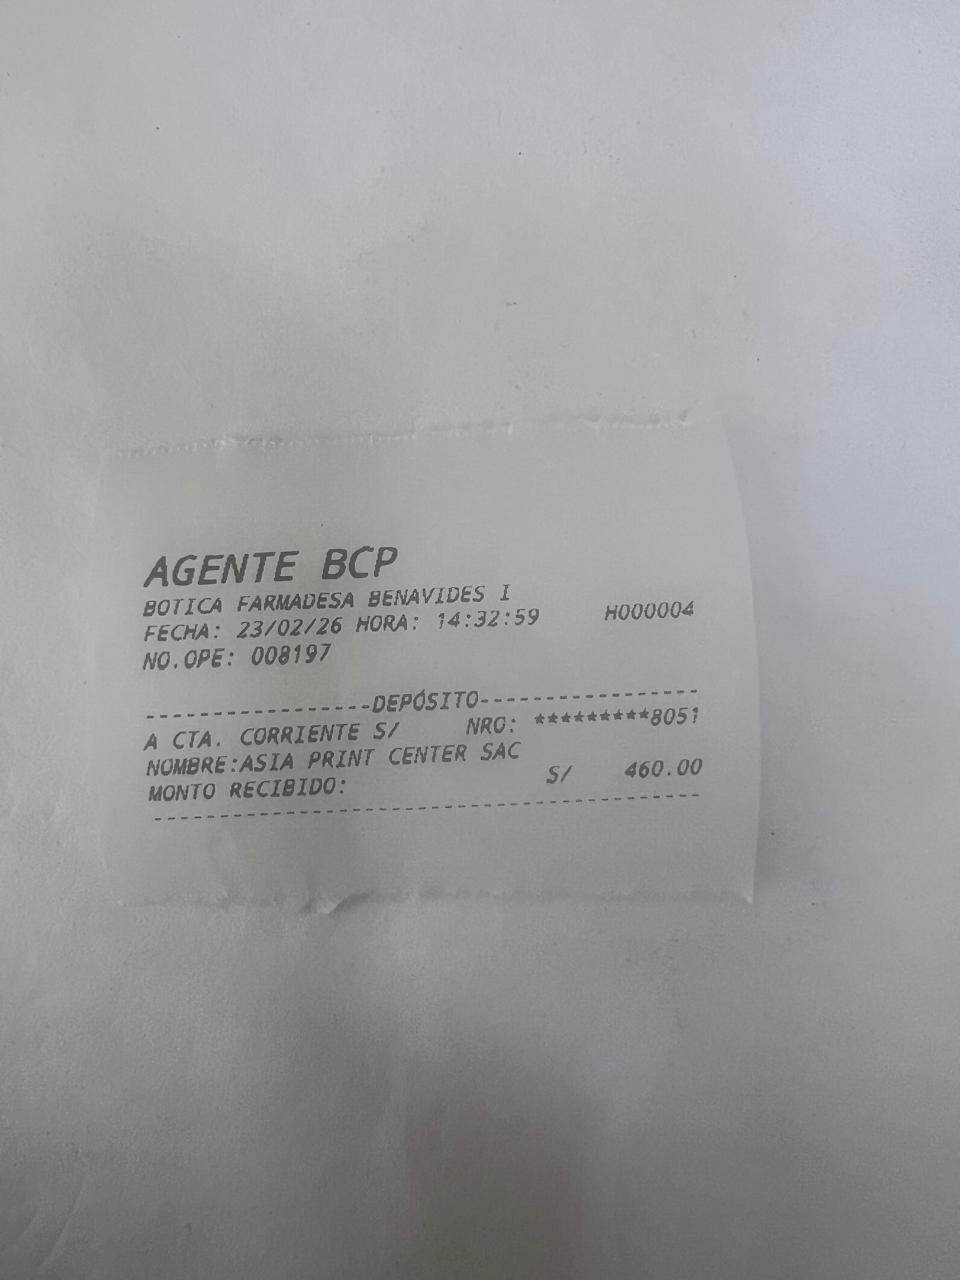 AGENTE BCP
BOTICA FARMADESA BENAVIDES I
FECHA: 23/02/26 HORA: 14:32:59 H000004
NO.OPE: 008197
-----------------DEPÓSITO-----------------
A CTA. CORRIENTE S/ NRO: *********8051
NOMBRE:ASIA PRINT CENTER SAC
MONTO RECIBIDO: S/ 460.00
------------------------------------------